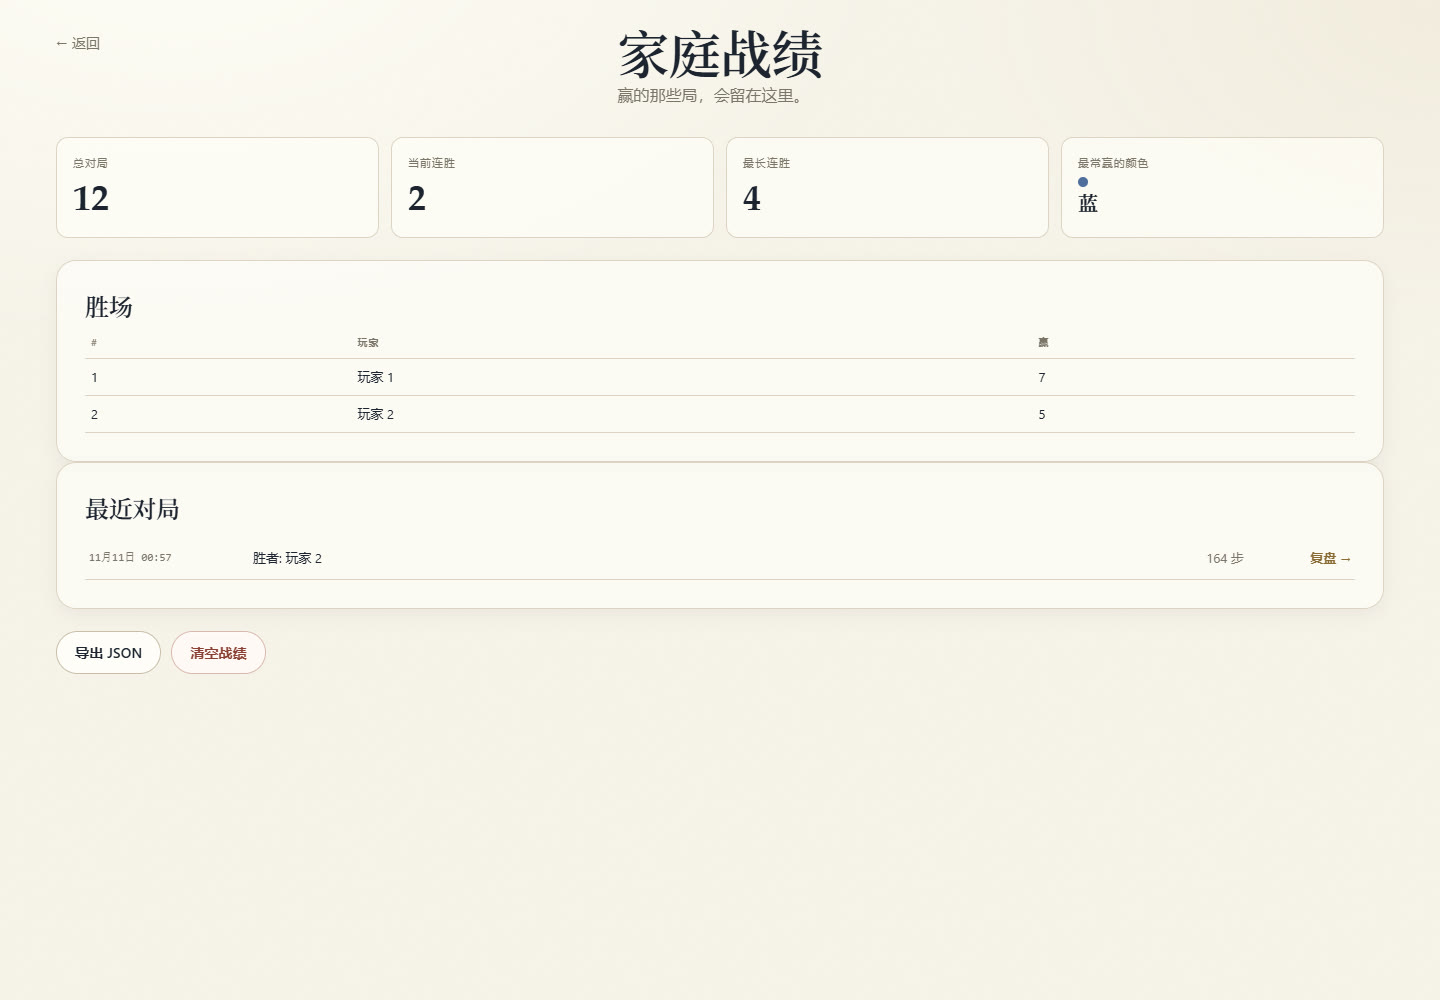 ← 返回
家庭战绩
赢的那些局，会留在这里。
总对局
12
当前连胜
2
最长连胜
4
最常赢的颜色
蓝
胜场
# 玩家 赢
1 玩家 1 7
2 玩家 2 5
最近对局
11月11日 00:57 胜者: 玩家 2 164 步 复盘 →
导出 JSON 清空战绩